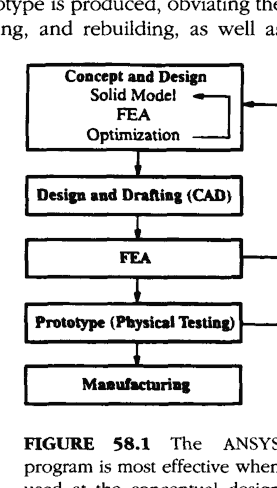 otype is produced, obviating the
ing, and rebuilding, as well as
Concept and Design
Solid Model
FEA
Optimization
Design and Drafting (CAD)
FEA
Prototype (Physical Testing)
Manufacturing
FIGURE 58.1 The ANSYS
program is most effective when
used at the conceptual design